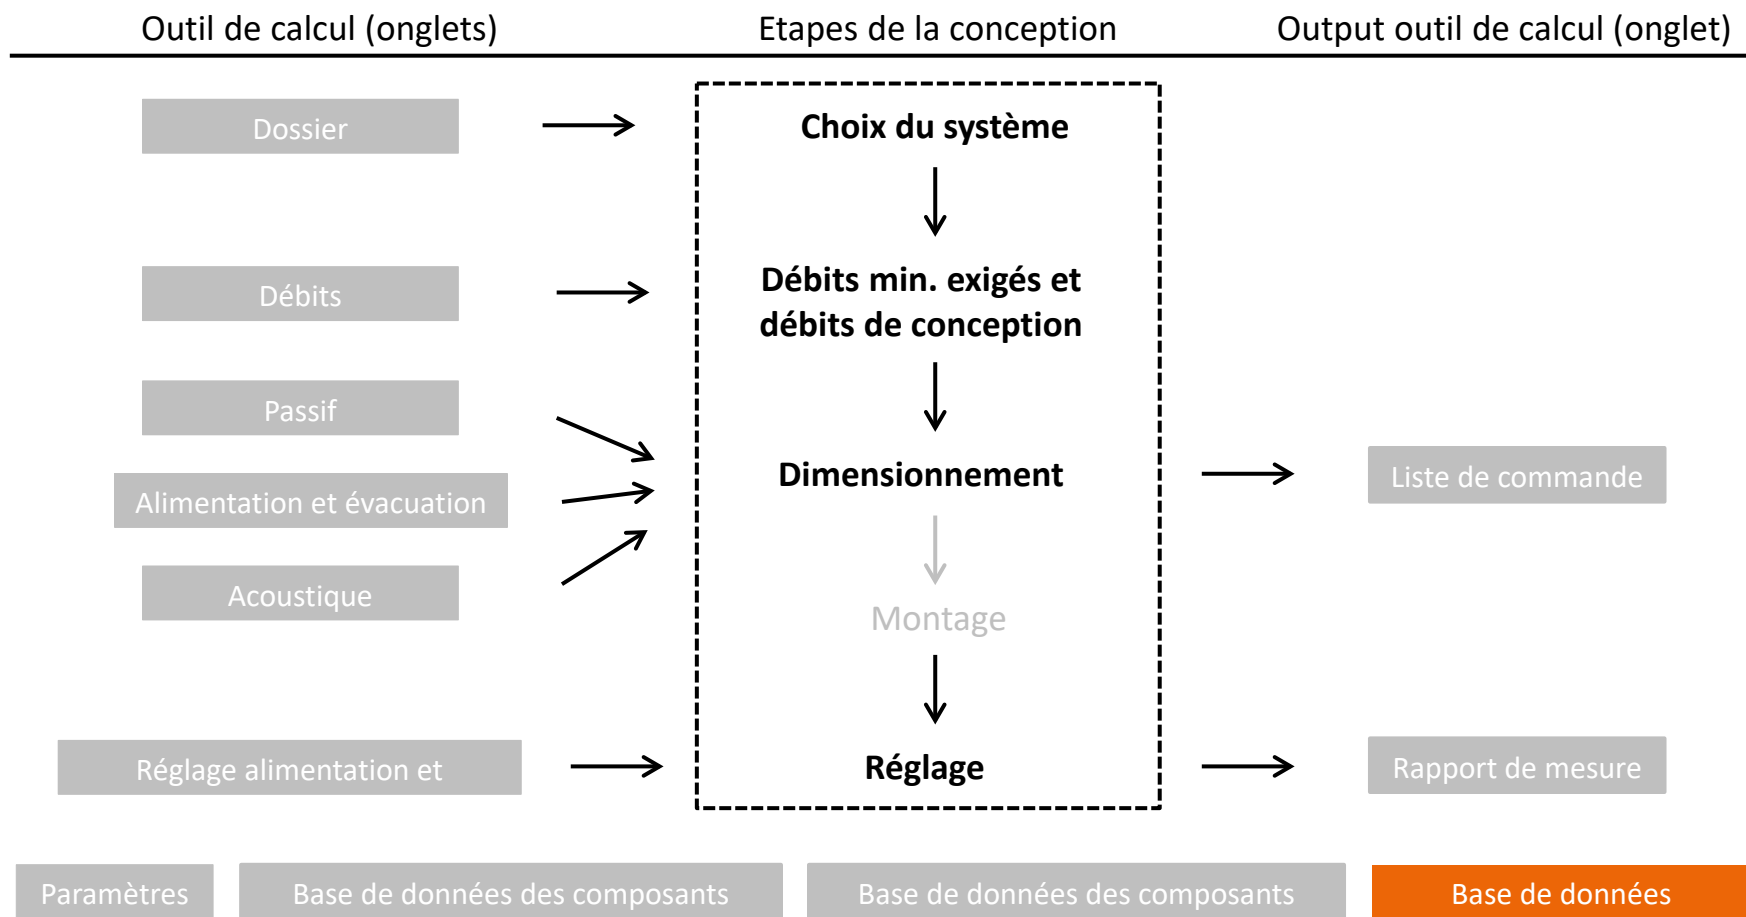 Outil de calcul (onglets)
Etapes de la conception
Output outil de calcul (onglet)
Dossier
Choix du système
Débits
Débits min. exigés et
débits de conception
Passif
Alimentation et évacuation
Dimensionnement
Liste de commande
Acoustique
Montage
Réglage alimentation et
Réglage
Rapport de mesure
Paramètres
Base de données des composants
Base de données des composants
Base de données